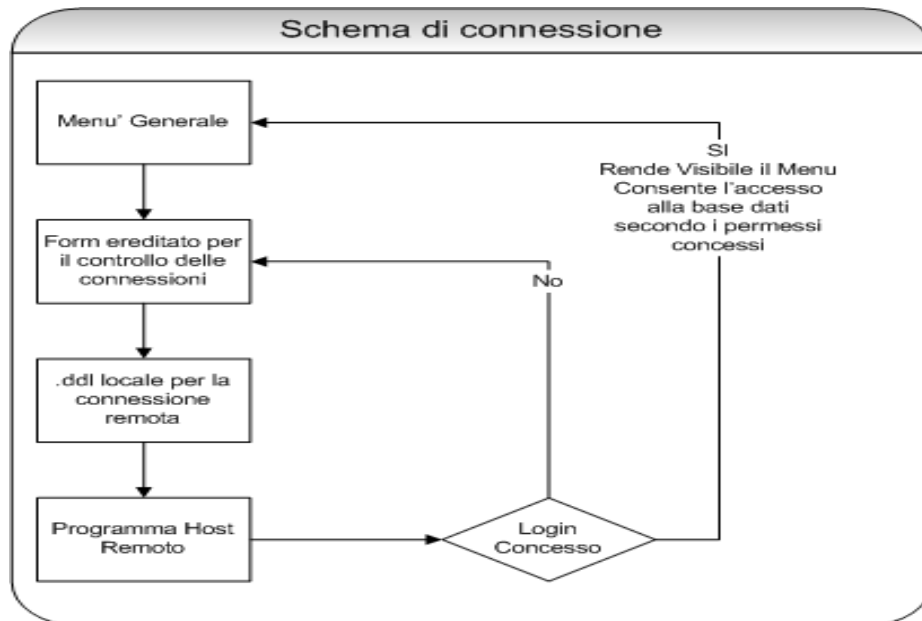 Schema di connessione
Menu' Generale
Form ereditato per
il controllo delle
connessioni
.ddl locale per la
connessione
remota
Programma Host
Remoto
Login
Concesso
No
SI
Rende Visibile il Menu
Consente l'accesso
alla base dati
secondo i permessi
concessi